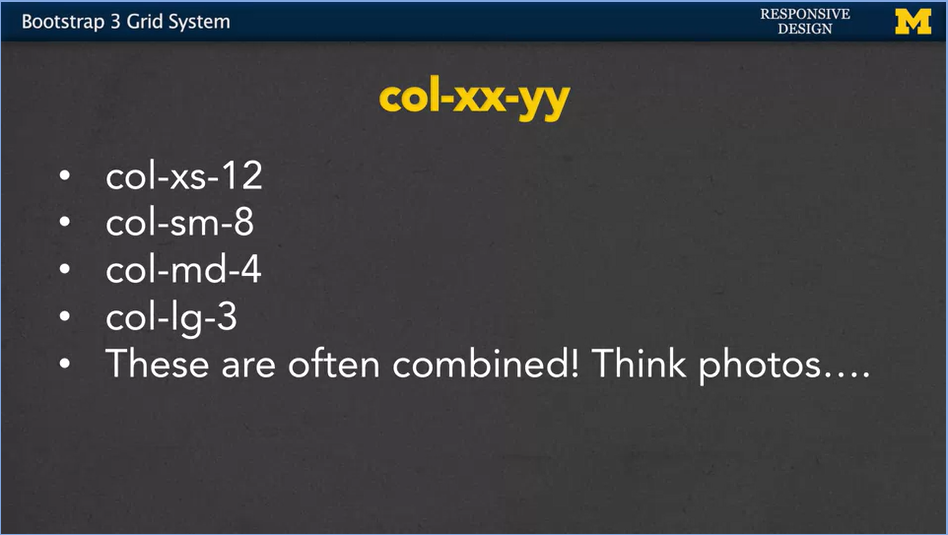 Bootstrap 3 Grid System
RESPONSIVE
DESIGN
M
col-xx-yy
• col-xs-12
• col-sm-8
• col-md-4
• col-lg-3
• These are often combined! Think photos….